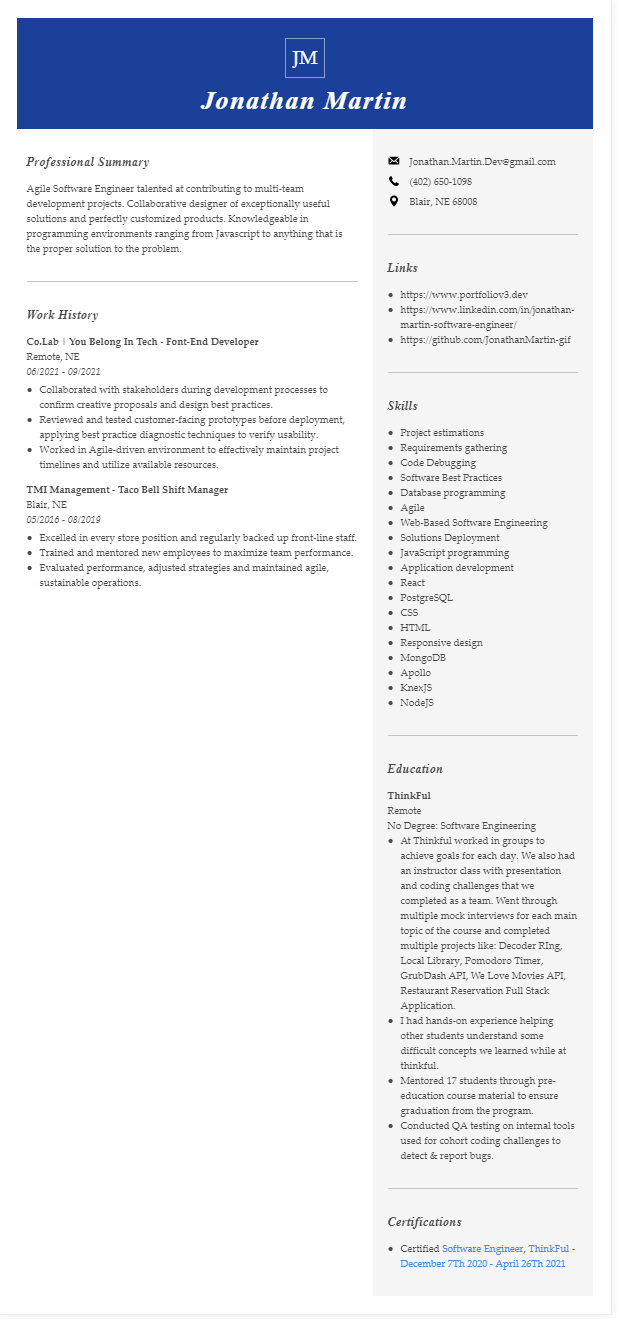 JM
Jonathan Martin
Professional Summary
Agile Software Engineer talented at contributing to multi-team
development projects. Collaborative designer of exceptionally useful
solutions and perfectly customized products. Knowledgeable in
programming environments ranging from Javascript to anything that is
the proper solution to the problem.
Work History
Co.Lab | You Belong In Tech - Font-End Developer
Remote, NE
06/2021 - 09/2021
● Collaborated with stakeholders during development processes to
confirm creative proposals and design best practices.
● Reviewed and tested customer-facing prototypes before deployment,
applying best practice diagnostic techniques to verify usability.
● Worked in Agile-driven environment to effectively maintain project
timelines and utilize available resources.
TMI Management - Taco Bell Shift Manager
Blair, NE
05/2016 - 08/2019
● Excelled in every store position and regularly backed up front-line staff.
● Trained and mentored new employees to maximize team performance.
● Evaluated performance, adjusted strategies and maintained agile,
sustainable operations.
Jonathan.Martin.Dev@gmail.com
(402) 650-1098
Blair, NE 68008
Links
● https://www.portfoliov3.dev
● https://www.linkedin.com/in/jonathan-
martin-software-engineer/
● https://github.com/JonathanMartin-gif
Skills
● Project estimations
● Requirements gathering
● Code Debugging
● Software Best Practices
● Database programming
● Agile
● Web-Based Software Engineering
● Solutions Deployment
● JavaScript programming
● Application development
● React
● PostgreSQL
● CSS
● HTML
● Responsive design
● MongoDB
● Apollo
● KnexJS
● NodeJS
Education
ThinkFul
Remote
No Degree: Software Engineering
● At Thinkful worked in groups to
achieve goals for each day. We also had
an instructor class with presentation
and coding challenges that we
completed as a team. Went through
multiple mock interviews for each main
topic of the course and completed
multiple projects like: Decoder RIng,
Local Library, Pomodoro Timer,
GrubDash API, We Love Movies API,
Restaurant Reservation Full Stack
Application.
● I had hands-on experience helping
other students understand some
difficult concepts we learned while at
thinkful.
● Mentored 17 students through pre-
education course material to ensure
graduation from the program.
● Conducted QA testing on internal tools
used for cohort coding challenges to
detect & report bugs.
Certifications
● Certified Software Engineer, ThinkFul -
December 7Th 2020 - April 26Th 2021